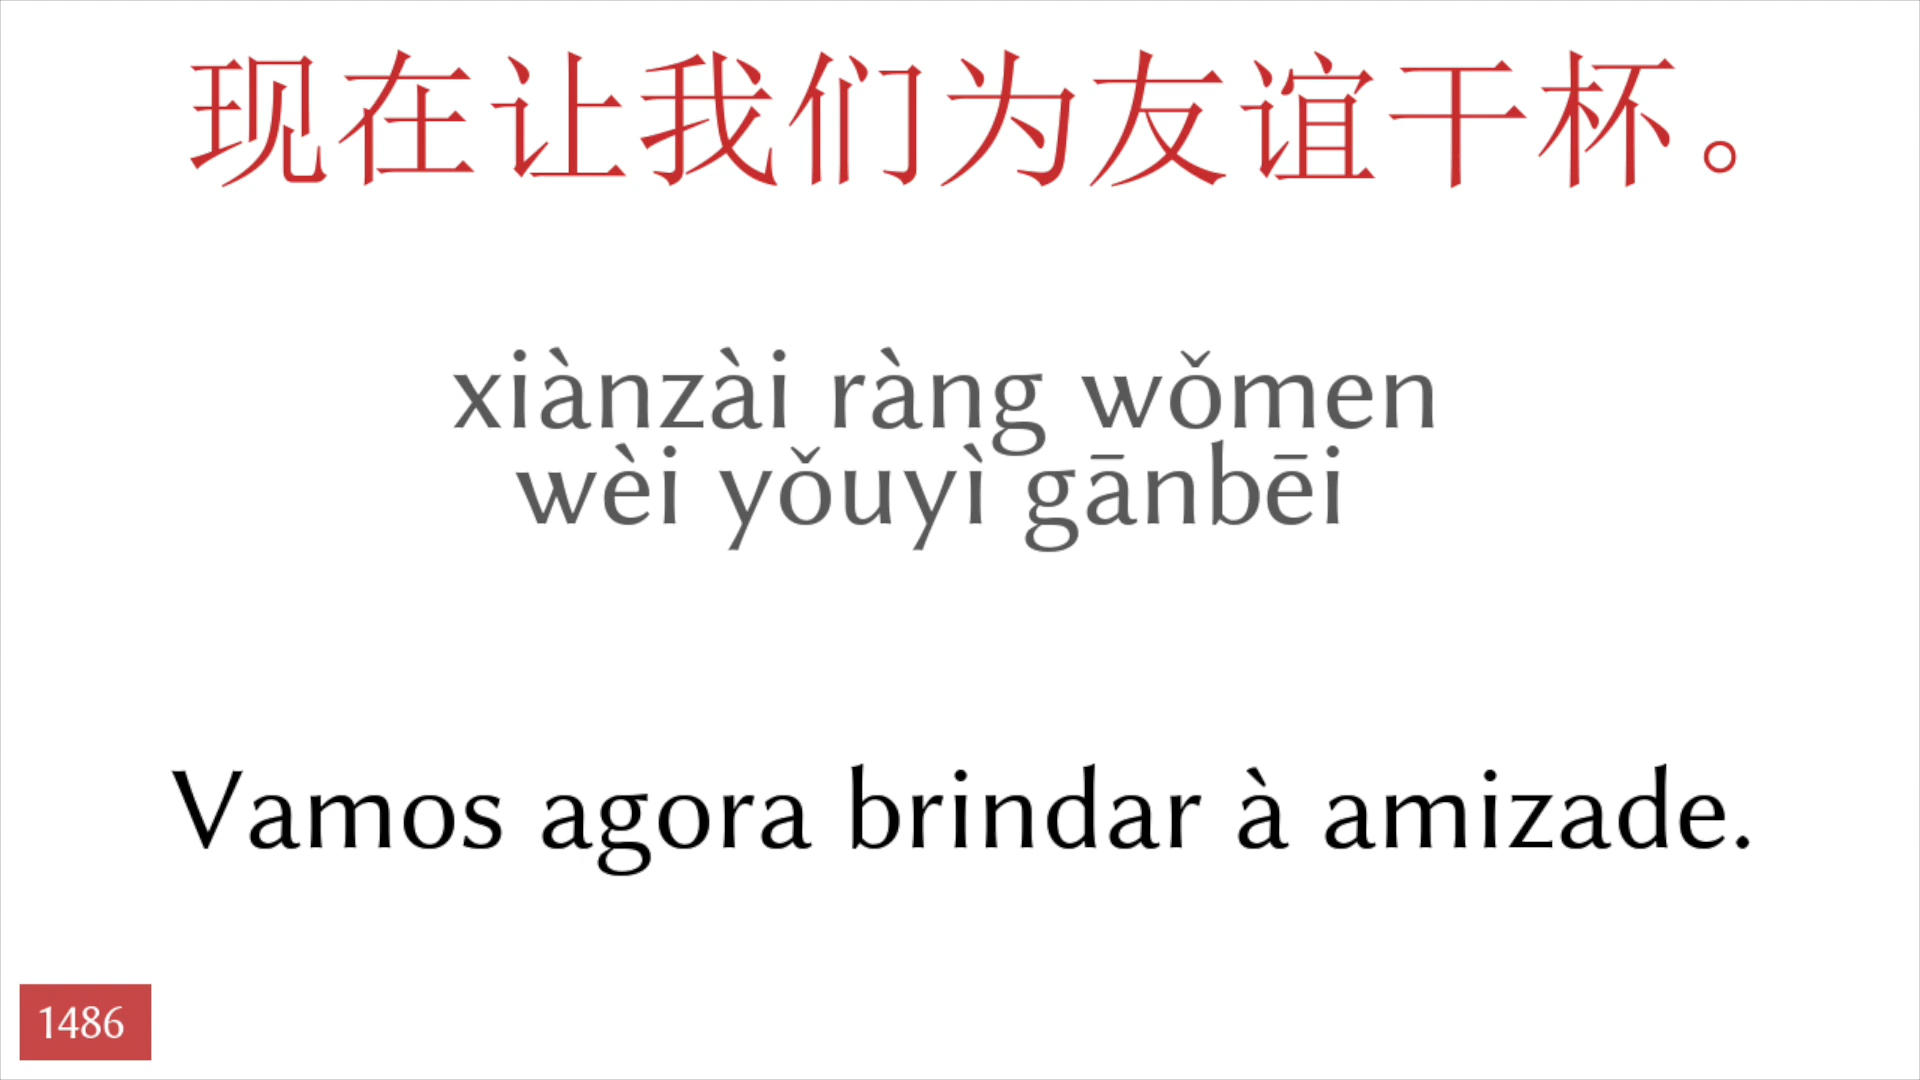 现在让我们为友谊干杯。
xiànzài ràng wǒmen
wèi yǒuyì gānbēi
Vamos agora brindar à amizade.
1486